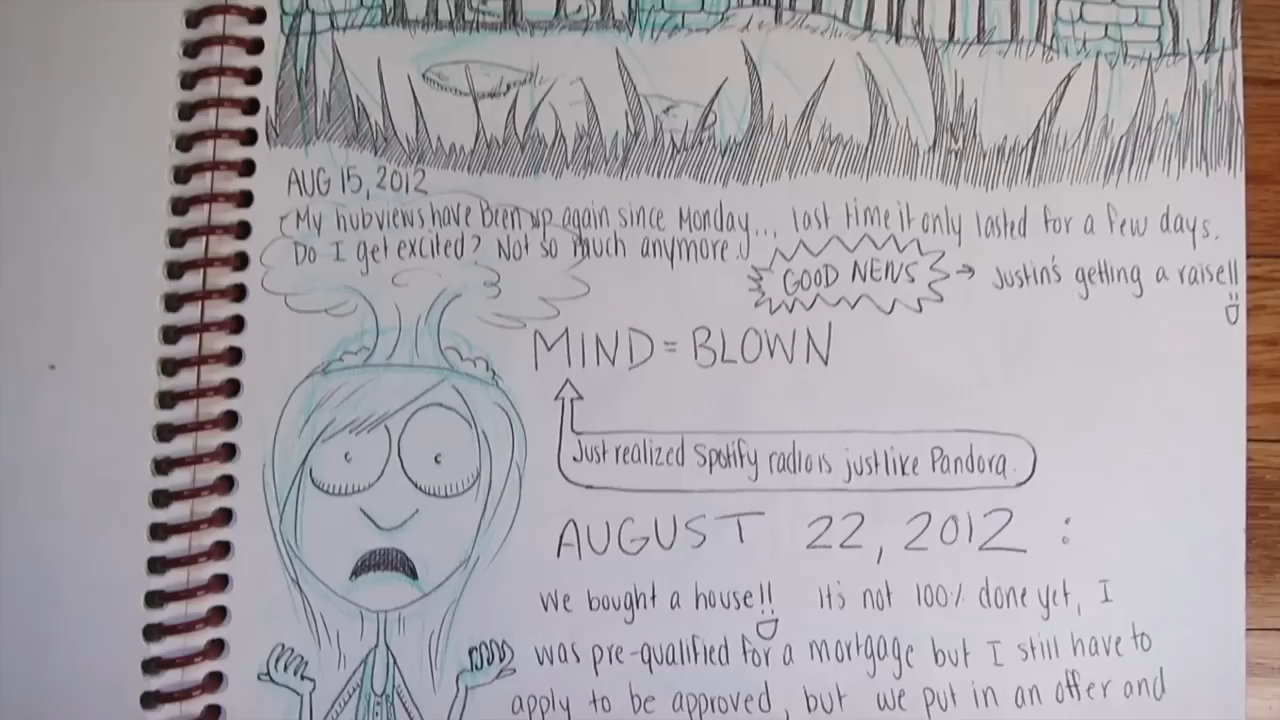 AUG 15, 2012
My hubviews have been up again since Monday... last time it only lasted for a few days.
Do I get excited? Not so much anymore.
GOOD NEWS → Justin's getting a raise!!
MIND = BLOWN
Just realized Spotify radio is just like Pandora.
AUGUST 22, 2012 :
We bought a house!! It's not 100% done yet, I
was pre-qualified for a mortgage but I still have to
apply to be approved, but we put in an offer and